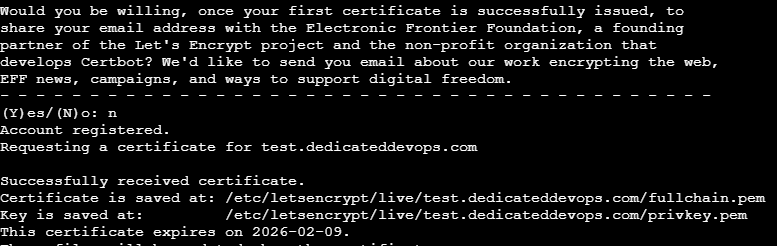 Would you be willing, once your first certificate is successfully issued, to
share your email address with the Electronic Frontier Foundation, a founding
partner of the Let's Encrypt project and the non-profit organization that
develops Certbot? We'd like to send you email about our work encrypting the web,
EFF news, campaigns, and ways to support digital freedom.
- - - - - - - - - - - - - - - - - - - - - - - - - - - - - - - - - - - - - - - -
(Y)es/(N)o: n
Account registered.
Requesting a certificate for test.dedicateddevops.com

Successfully received certificate.
Certificate is saved at: /etc/letsencrypt/live/test.dedicateddevops.com/fullchain.pem
Key is saved at:         /etc/letsencrypt/live/test.dedicateddevops.com/privkey.pem
This certificate expires on 2026-02-09.